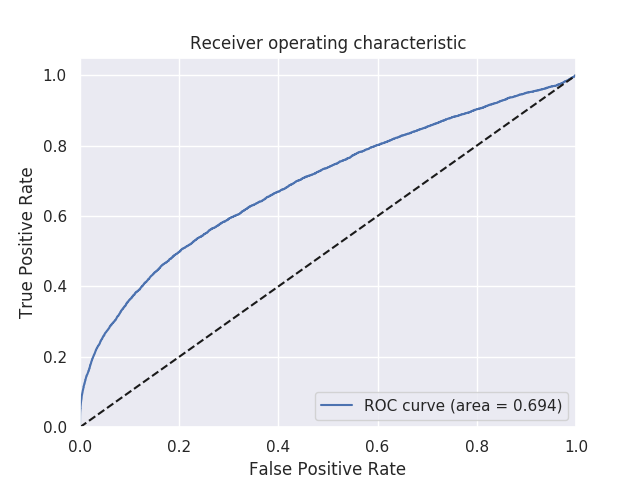 Receiver operating characteristic
True Positive Rate
1.0
0.8
0.6
0.4
0.2
0.0
ROC curve (area = 0.694)
0.0 0.2 0.4 0.6 0.8 1.0
False Positive Rate